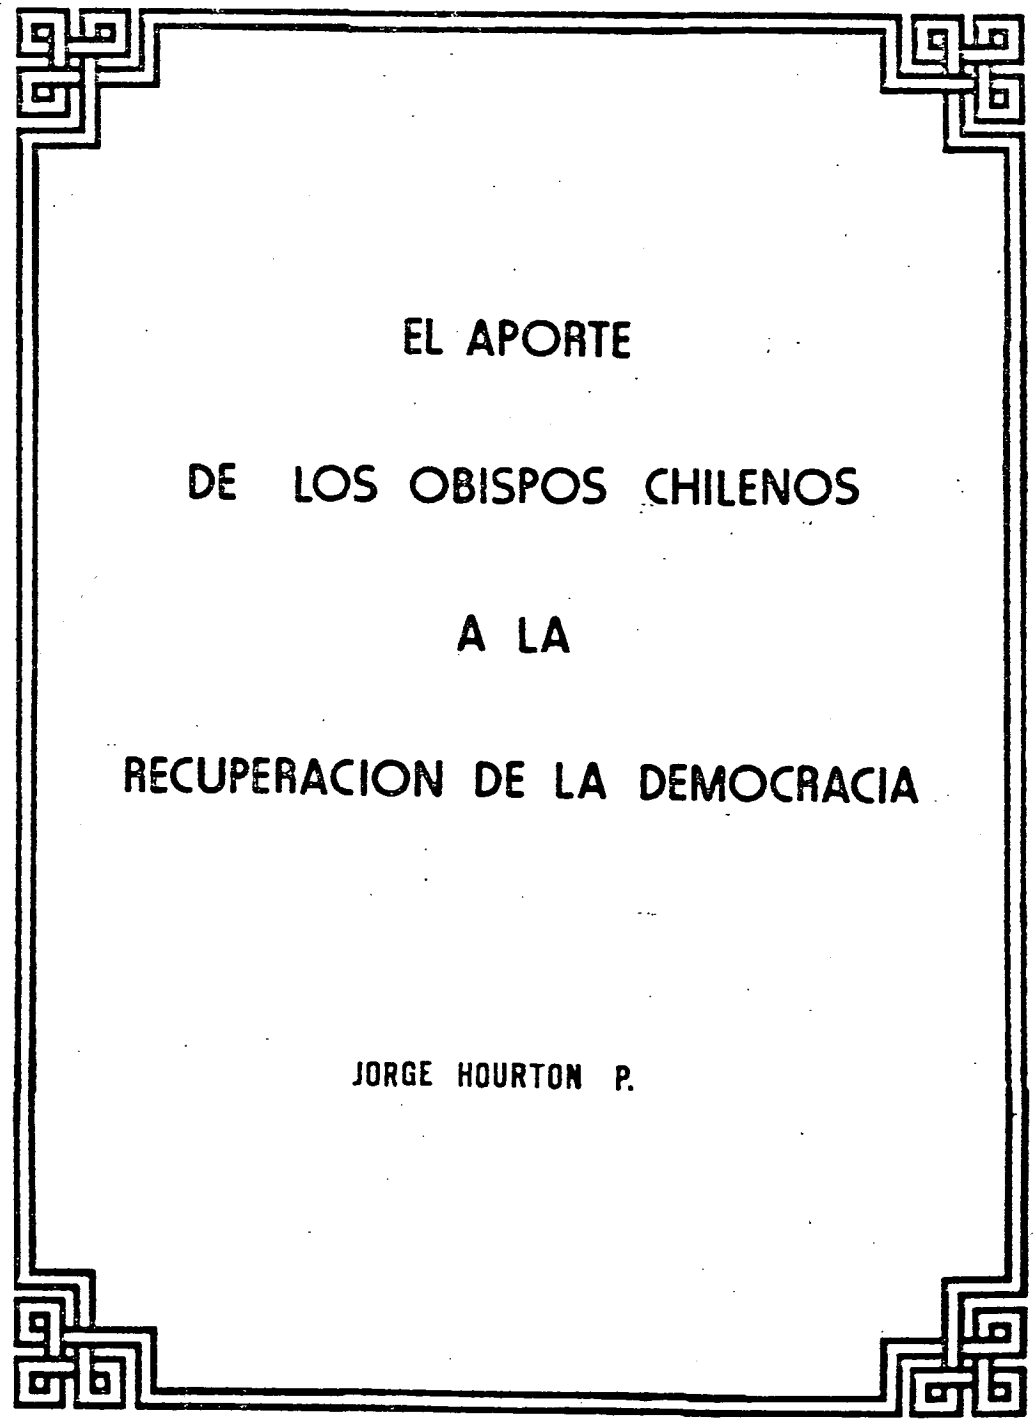 EL APORTE
DE LOS OBISPOS CHILENOS
A LA
RECUPERACION DE LA DEMOCRACIA
JORGE HOURTON P.